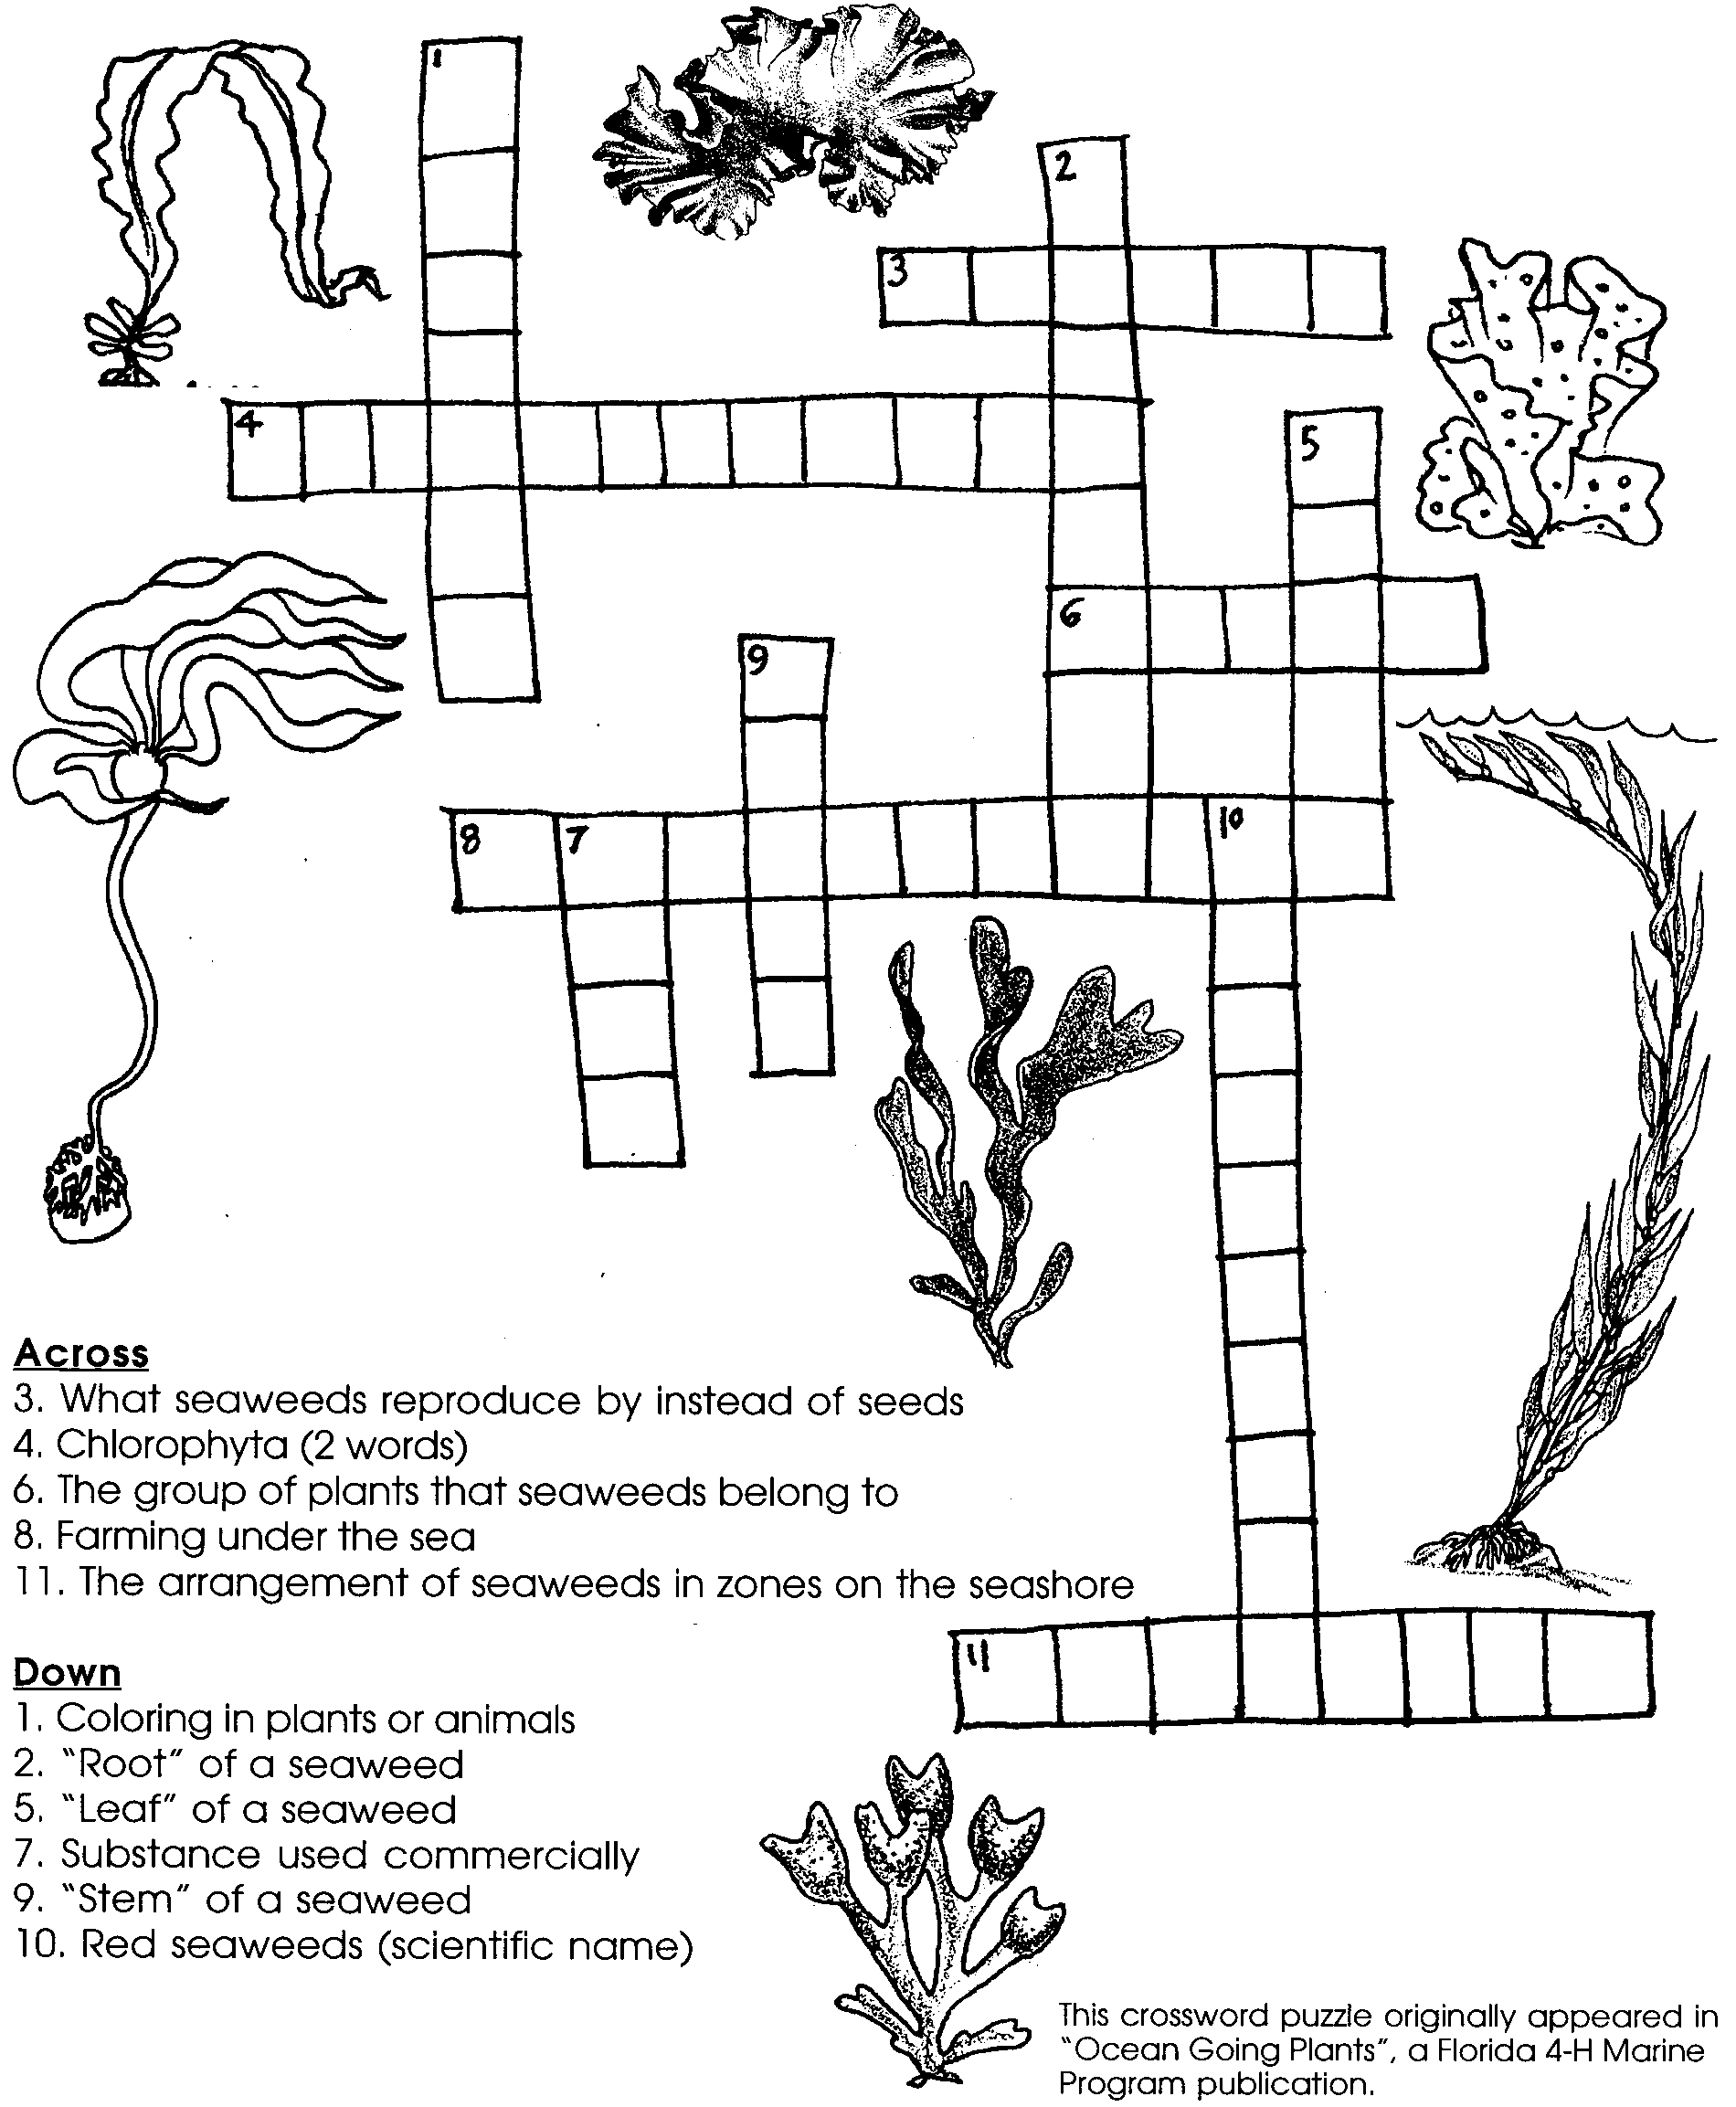 1
2
3
4
5
6
9
8 7 10
11
Across
3. What seaweeds reproduce by instead of seeds
4. Chlorophyta (2 words)
6. The group of plants that seaweeds belong to
8. Farming under the sea
11. The arrangement of seaweeds in zones on the seashore
Down
1. Coloring in plants or animals
2. “Root” of a seaweed
5. “Leaf” of a seaweed
7. Substance used commercially
9. “Stem” of a seaweed
10. Red seaweeds (scientific name)
This crossword puzzle originally appeared in
“Ocean Going Plants”, a Florida 4-H Marine
Program publication.